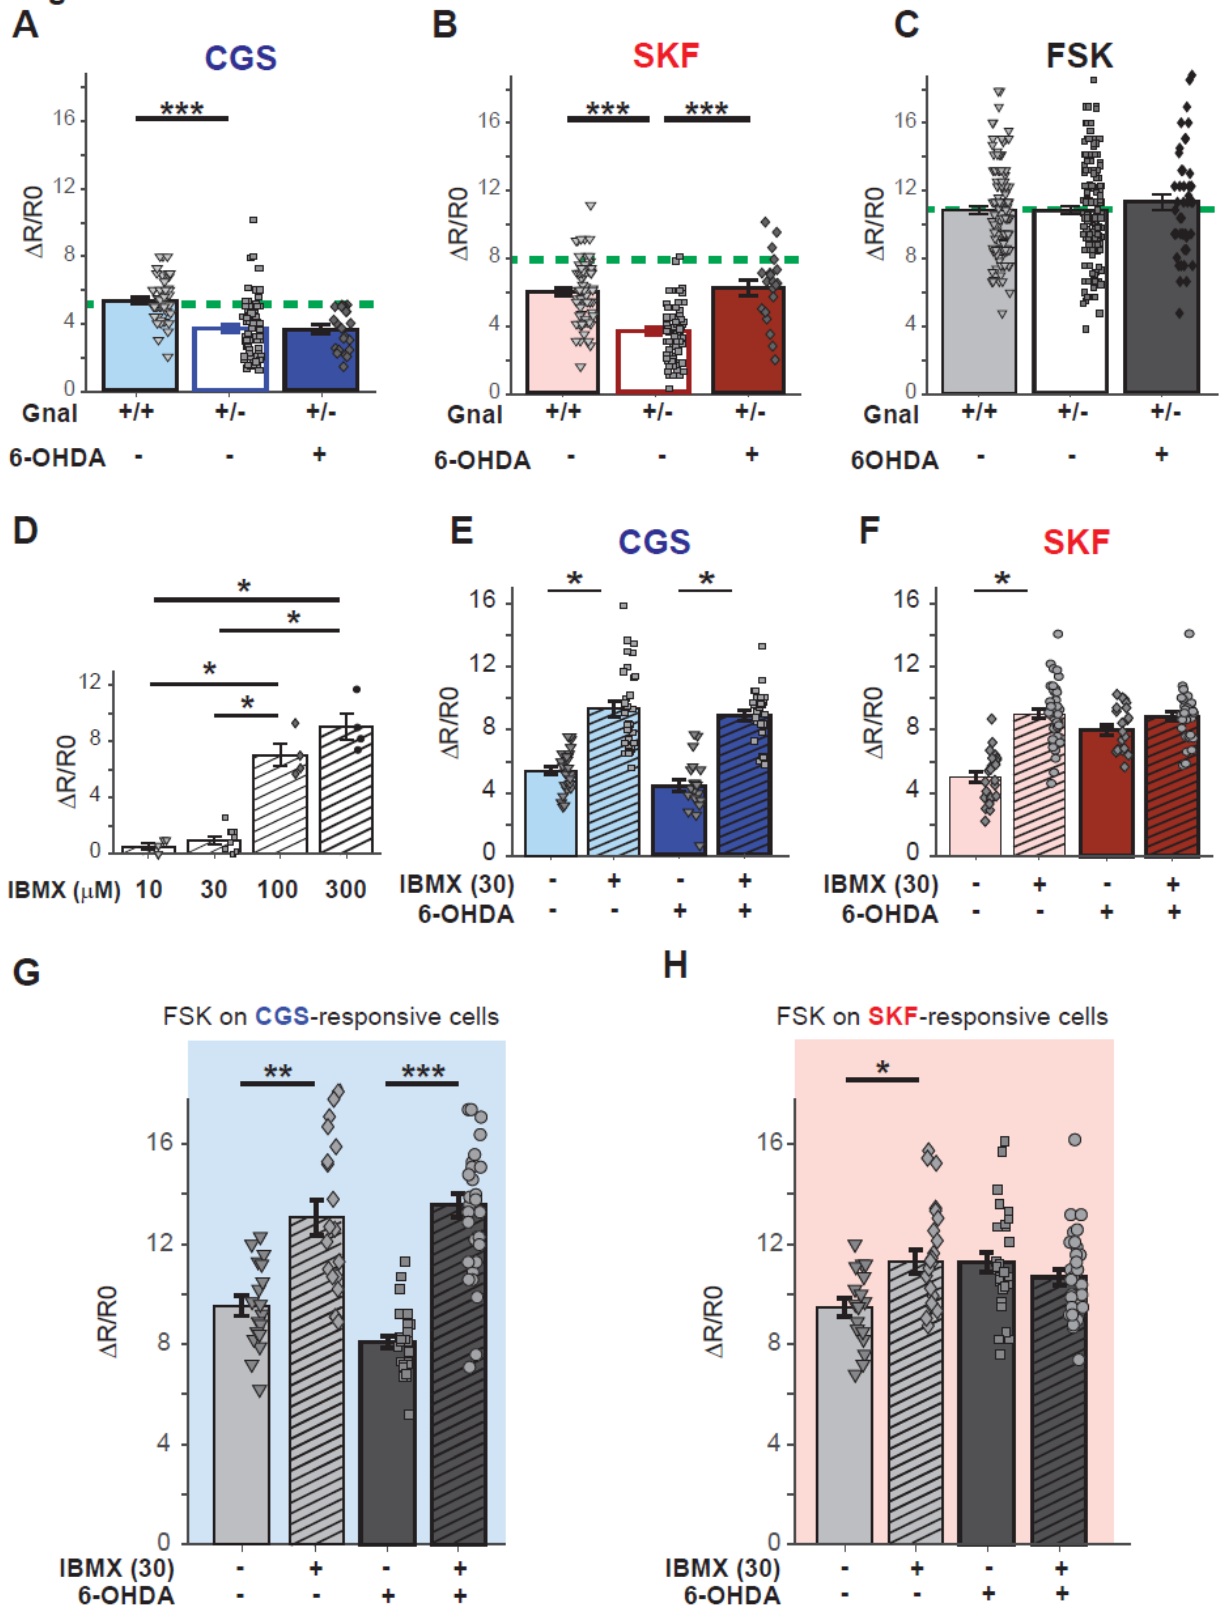 A
B
C
CGS
SKF
FSK
***
***
***
ΔR/R0
16
12
8
4
0
ΔR/R0
16
12
8
4
0
ΔR/R0
16
12
8
4
0
Gnal +/+ +/- +/-
6-OHDA - - +
Gnal +/+ +/- +/-
6-OHDA - - +
Gnal +/+ +/- +/-
6OHDA - - +
D
*
*
*
*
ΔR/R0
12
8
4
0
IBMX (μM) 10 30 100 300
E
CGS
* *
ΔR/R0
16
12
8
4
0
IBMX (30) - + - +
6-OHDA - - + +
F
SKF
*
ΔR/R0
16
12
8
4
0
IBMX (30) - + - +
6-OHDA - - + +
G
FSK on CGS-responsive cells
** ***
ΔR/R0
16
12
8
4
0
IBMX (30) - + - +
6-OHDA - - + +
H
FSK on SKF-responsive cells
*
ΔR/R0
16
12
8
4
0
IBMX (30) - + - +
6-OHDA - - + +